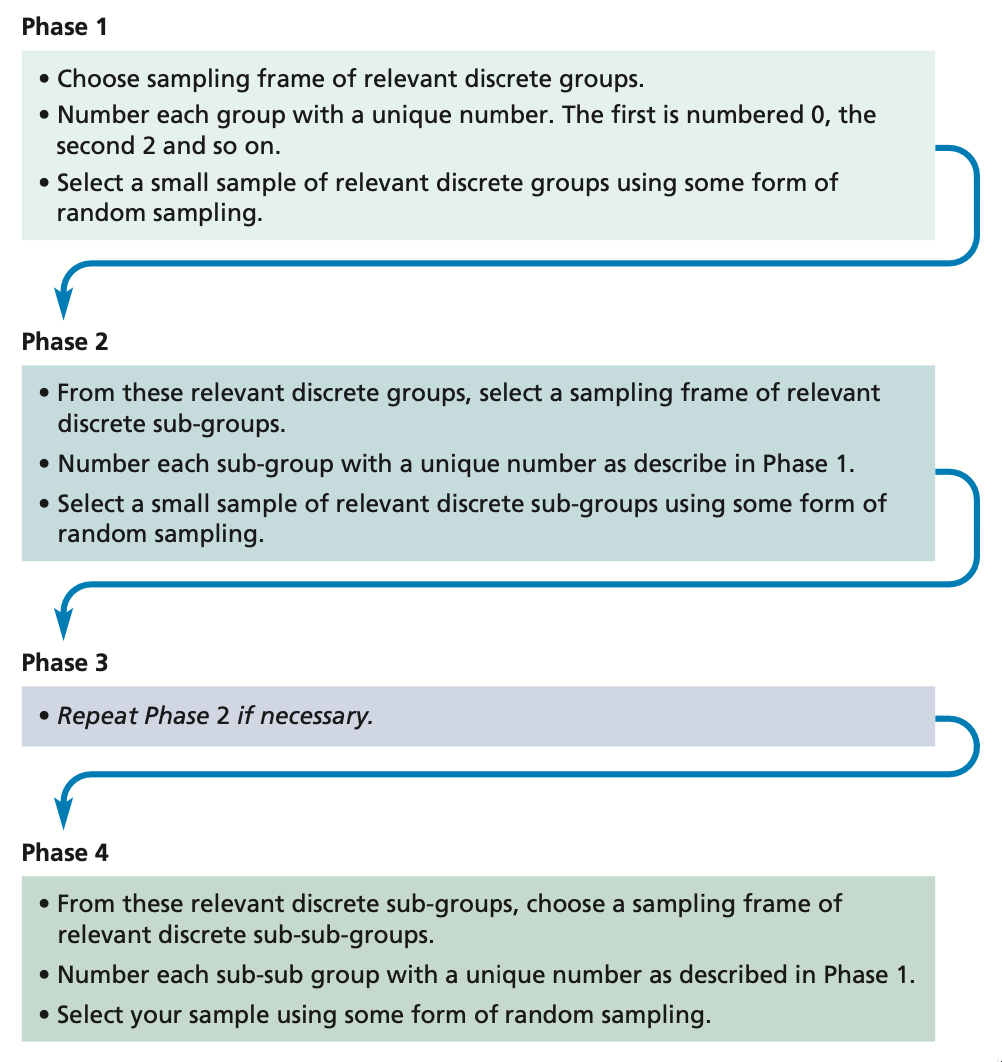 Phase 1
• Choose sampling frame of relevant discrete groups.
• Number each group with a unique number. The first is numbered 0, the
second 2 and so on.
• Select a small sample of relevant discrete groups using some form of
random sampling.
Phase 2
• From these relevant discrete groups, select a sampling frame of relevant
discrete sub-groups.
• Number each sub-group with a unique number as describe in Phase 1.
• Select a small sample of relevant discrete sub-groups using some form of
random sampling.
Phase 3
• Repeat Phase 2 if necessary.
Phase 4
• From these relevant discrete sub-groups, choose a sampling frame of
relevant discrete sub-sub-groups.
• Number each sub-sub group with a unique number as described in Phase 1.
• Select your sample using some form of random sampling.